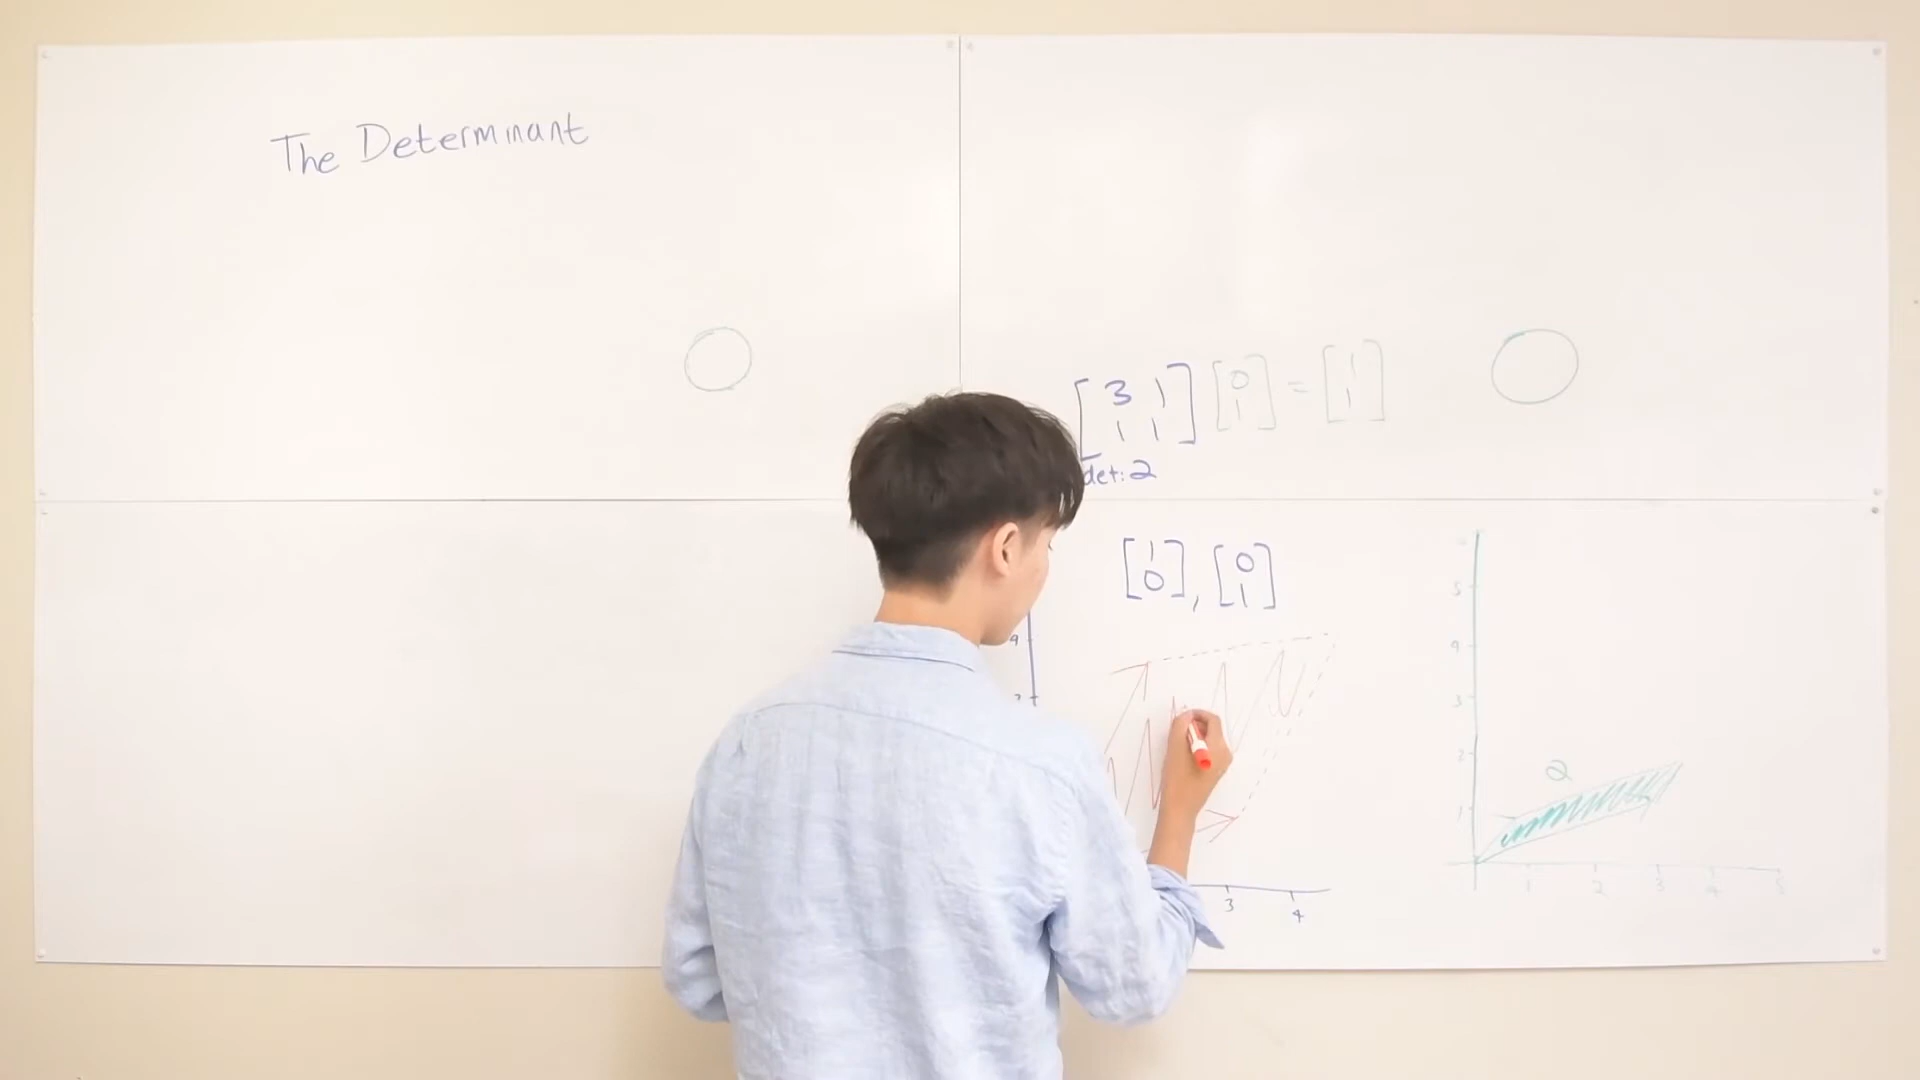 The Determinant
[3 1
1 1] [0
1] = [1
1]
det: 2
[1
0], [0
1]
4
3 4
5
4
3
2
1
2
1 2 3 4 5